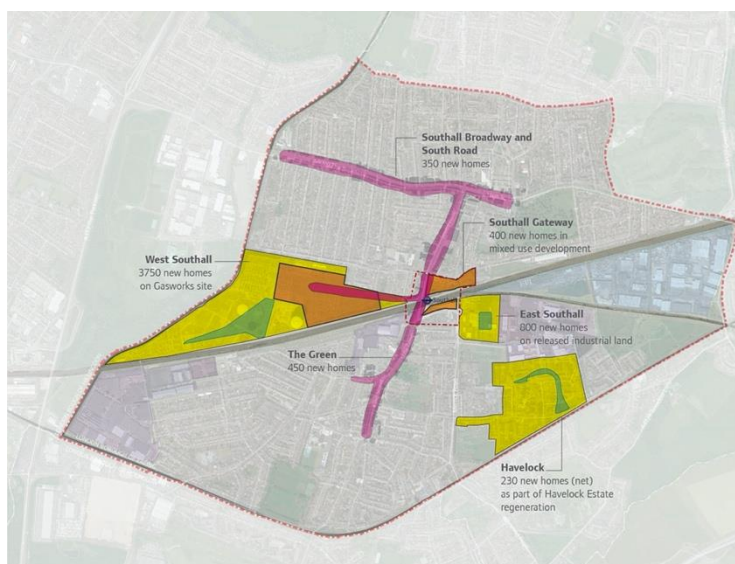 Southall Broadway and
South Road
350 new homes
Southall Gateway
400 new homes in
mixed use development
West Southall
3750 new homes
on Gasworks site
East Southall
800 new homes
on released industrial land
The Green
450 new homes
Havelock
230 new homes (net)
as part of Havelock Estate
regeneration